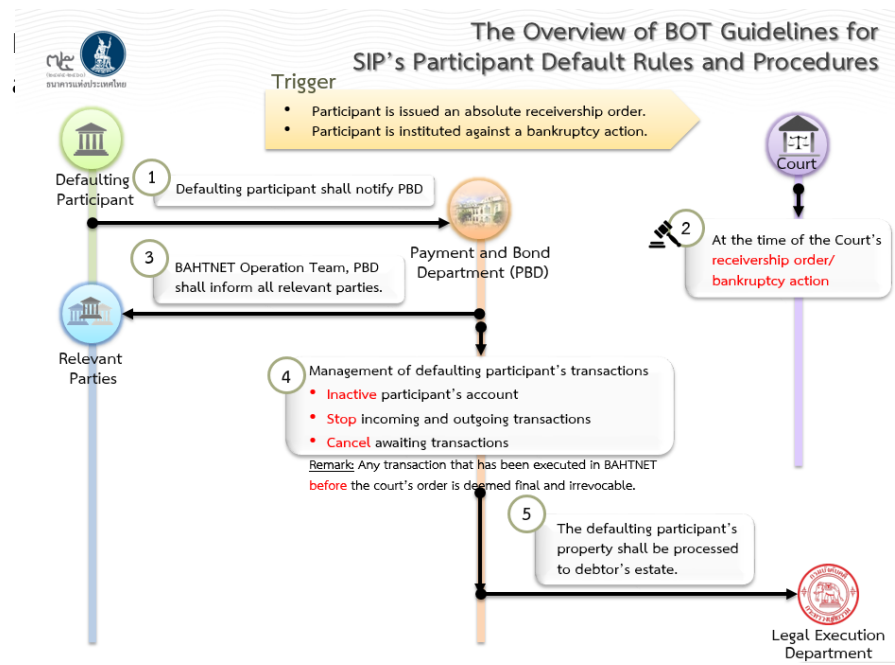 The Overview of BOT Guidelines for
SIP's Participant Default Rules and Procedures
ธนาคารแห่งประเทศไทย
Trigger
• Participant is issued an absolute receivership order.
• Participant is instituted against a bankruptcy action.
Court
Defaulting
Participant
1
Defaulting participant shall notify PBD
2
At the time of the Court's
receivership order/
bankruptcy action
Payment and Bond
Department (PBD)
3
BAHTNET Operation Team, PBD
shall inform all relevant parties.
Relevant
Parties
4
Management of defaulting participant's transactions
• Inactive participant's account
• Stop incoming and outgoing transactions
• Cancel awaiting transactions
Remark: Any transaction that has been executed in BAHTNET
before the court's order is deemed final and irrevocable.
5
The defaulting participant's
property shall be processed
to debtor's estate.
Legal Execution
Department